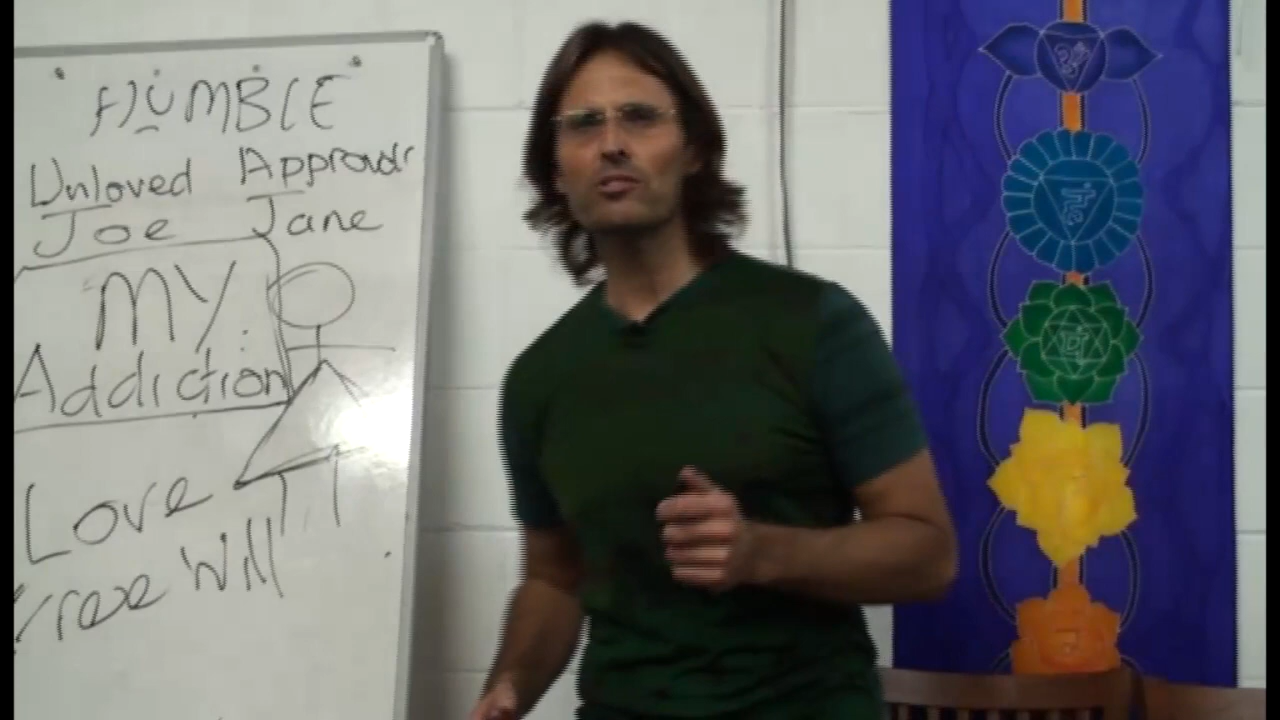 HUMBLE
Unloved Approval
Joe Jane
MY
Addiction
Love
Free Will